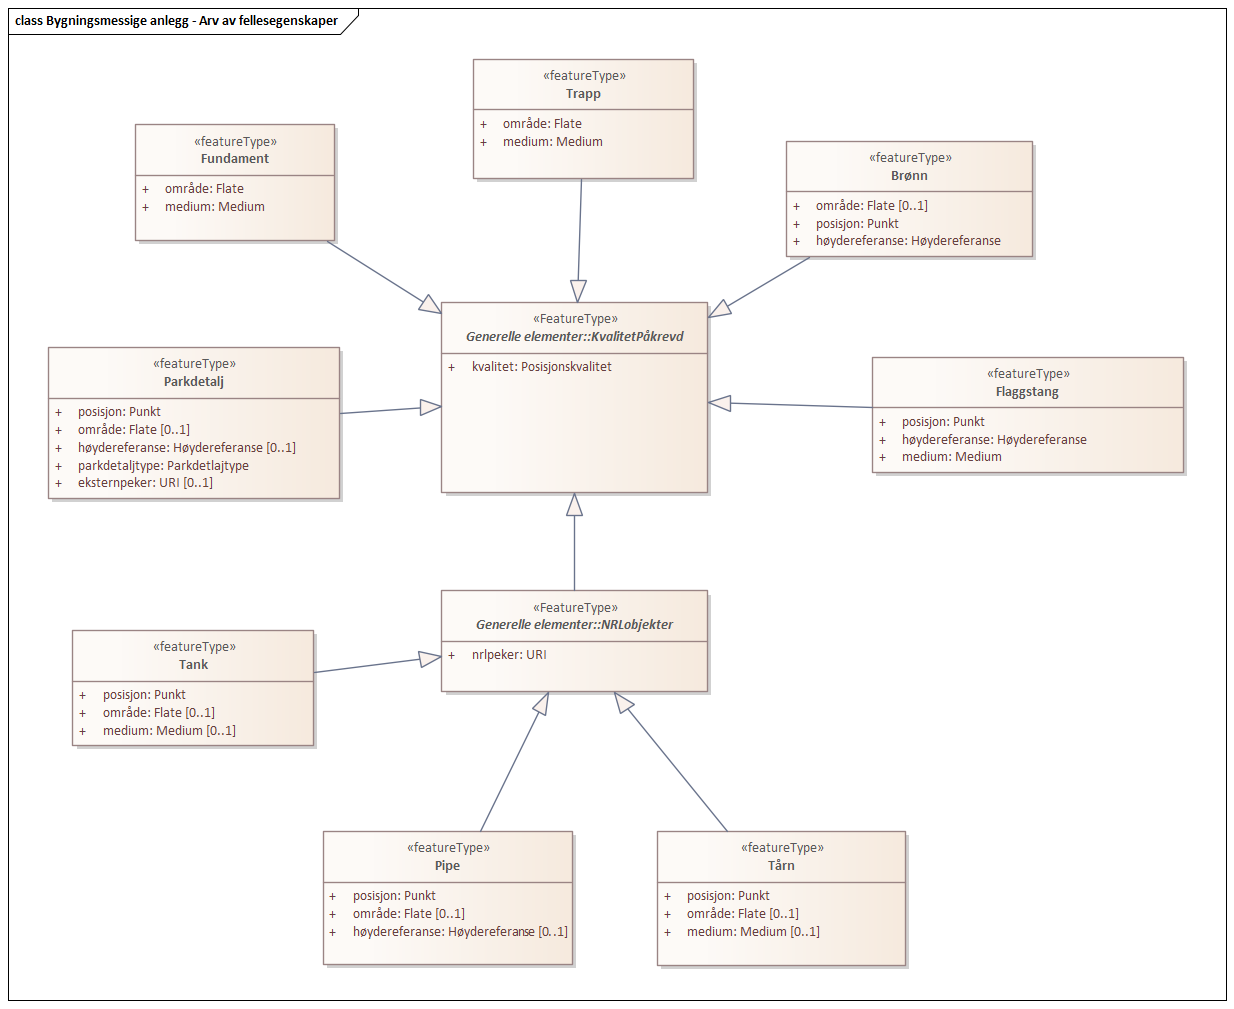 class Bygningsmessige anlegg - Arv av fellesegenskaper
«featureType»
Trapp
+ område: Flate
+ medium: Medium
«featureType»
Fundament
+ område: Flate
+ medium: Medium
«featureType»
Brønn
+ område: Flate [0..1]
+ posisjon: Punkt
+ høydereferanse: Høydereferanse
«FeatureType»
Generelle elementer::KvalitetPåkrevd
+ kvalitet: Posisjonskvalitet
«featureType»
Parkdetalj
+ posisjon: Punkt
+ område: Flate [0..1]
+ høydereferanse: Høydereferanse [0..1]
+ parkdetaljtype: Parkdetlajtype
+ eksternpeker: URI [0..1]
«featureType»
Flaggstang
+ posisjon: Punkt
+ høydereferanse: Høydereferanse
+ medium: Medium
«FeatureType»
Generelle elementer::NRLobjekter
+ nrlpeker: URI
«featureType»
Tank
+ posisjon: Punkt
+ område: Flate [0..1]
+ medium: Medium [0..1]
«featureType»
Pipe
+ posisjon: Punkt
+ område: Flate [0..1]
+ høydereferanse: Høydereferanse [0..1]
«featureType»
Tårn
+ posisjon: Punkt
+ område: Flate [0..1]
+ medium: Medium [0..1]